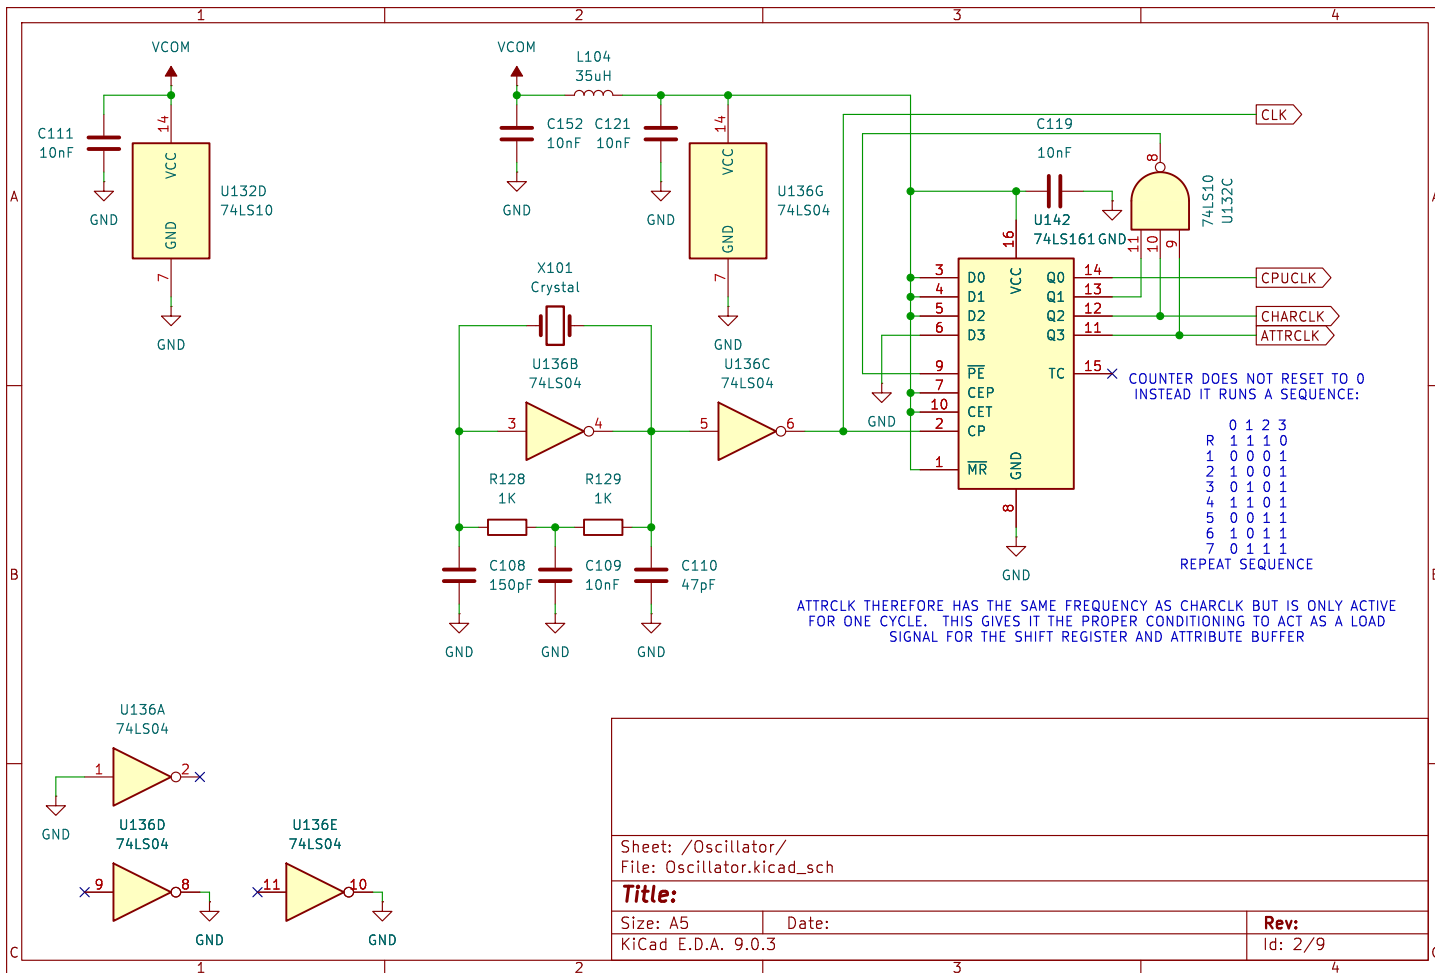 1 2 3 4
VCOM
C111
10nF
14
VCC
GND
7
U132D
74LS10
GND
GND
VCOM
L104
35uH
C152
10nF
C121
10nF
GND
GND
14
VCC
GND
7
U136G
74LS04
GND
CLK
C119
10nF
8
74LS10
U132C
11
10
9
U142
74LS161
GND
16
VCC
3 D0
4 D1
5 D2
6 D3
9 PE
7 CEP
10 CET
2 CP
1 MR
GND
8
Q0 14
Q1 13
Q2 12
Q3 11
TC 15
GND
GND
CPUCLK
CHARCLK
ATTRCLK
X101
Crystal
U136B
74LS04
3 4
U136C
74LS04
5 6
R128
1K
R129
1K
C108
150pF
C109
10nF
C110
47pF
GND
GND
GND
COUNTER DOES NOT RESET TO 0
INSTEAD IT RUNS A SEQUENCE:
0 1 2 3
R 1 1 1 0
1 0 0 0 1
2 1 0 0 1
3 0 1 0 1
4 1 1 0 1
5 0 0 1 1
6 1 0 1 1
7 0 1 1 1
REPEAT SEQUENCE
ATTRCLK THEREFORE HAS THE SAME FREQUENCY AS CHARCLK BUT IS ONLY ACTIVE
FOR ONE CYCLE. THIS GIVES IT THE PROPER CONDITIONING TO ACT AS A LOAD
SIGNAL FOR THE SHIFT REGISTER AND ATTRIBUTE BUFFER
U136A
74LS04
1 2
GND
U136D
74LS04
9 8
GND
U136E
74LS04
11 10
GND
Sheet: /Oscillator/
File: Oscillator.kicad_sch
Title:
Size: A5
Date:
Rev:
KiCad E.D.A. 9.0.3
Id: 2/9
A
B
C
1 2 3 4